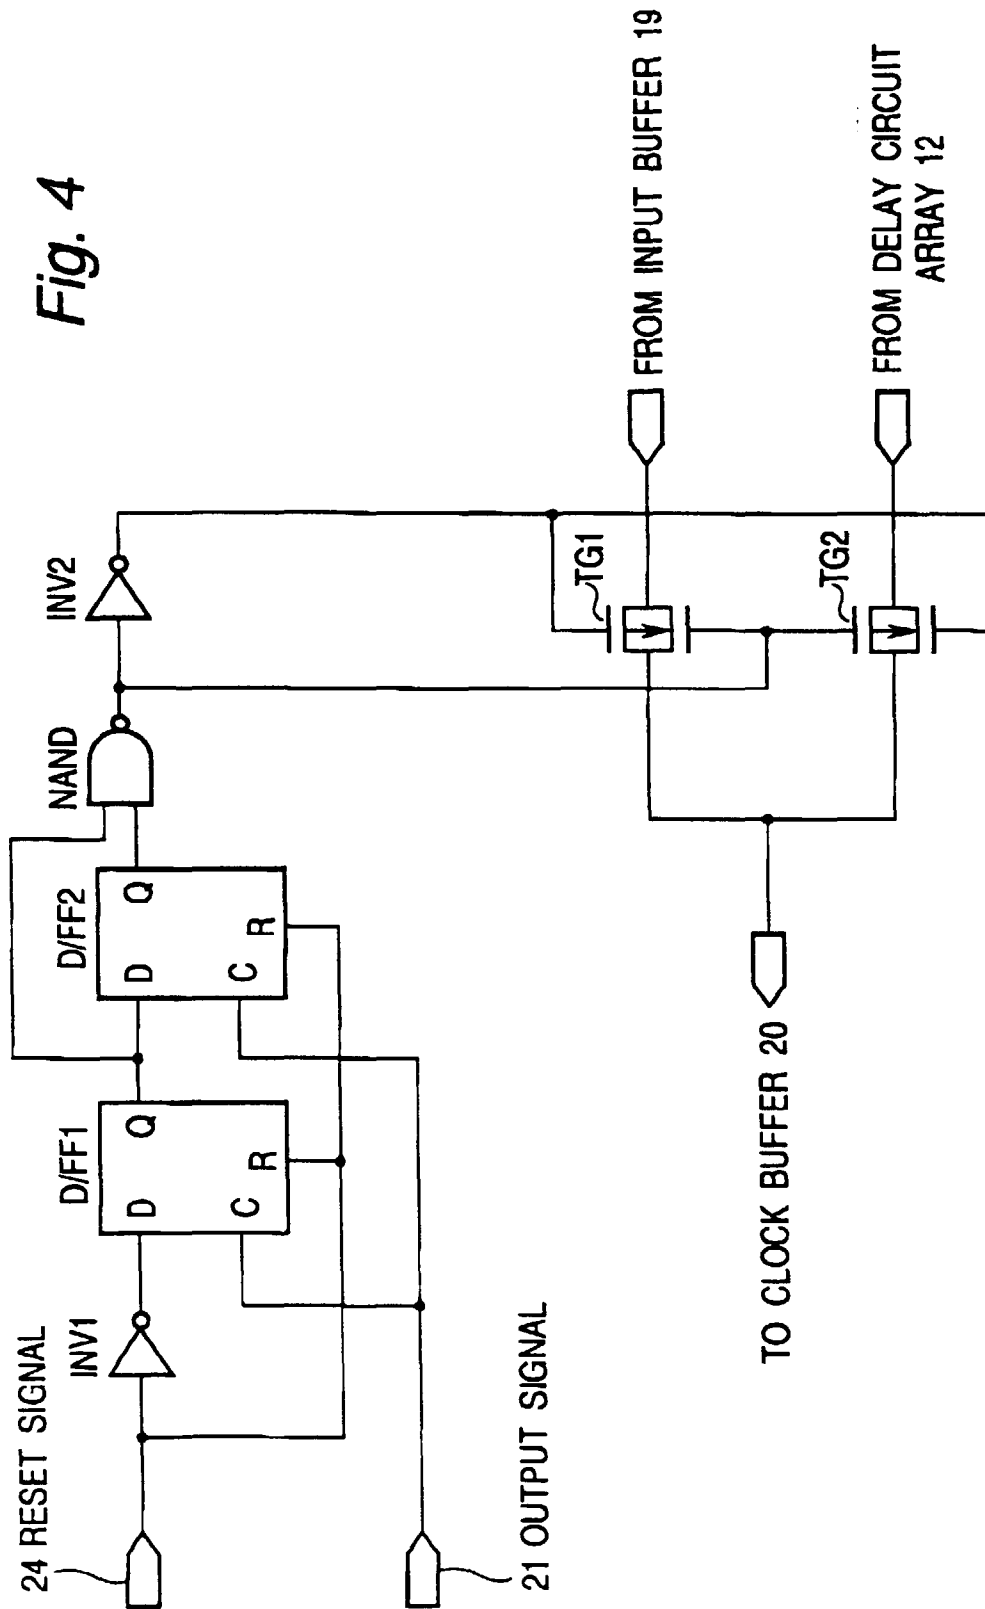 Fig. 4
24 RESET SIGNAL
INV1
D/FF1
D
Q
C
R
D/FF2
D
Q
C
R
NAND
INV2
21 OUTPUT SIGNAL
TG1
FROM INPUT BUFFER 19
TG2
FROM DELAY CIRCUIT
ARRAY 12
TO CLOCK BUFFER 20